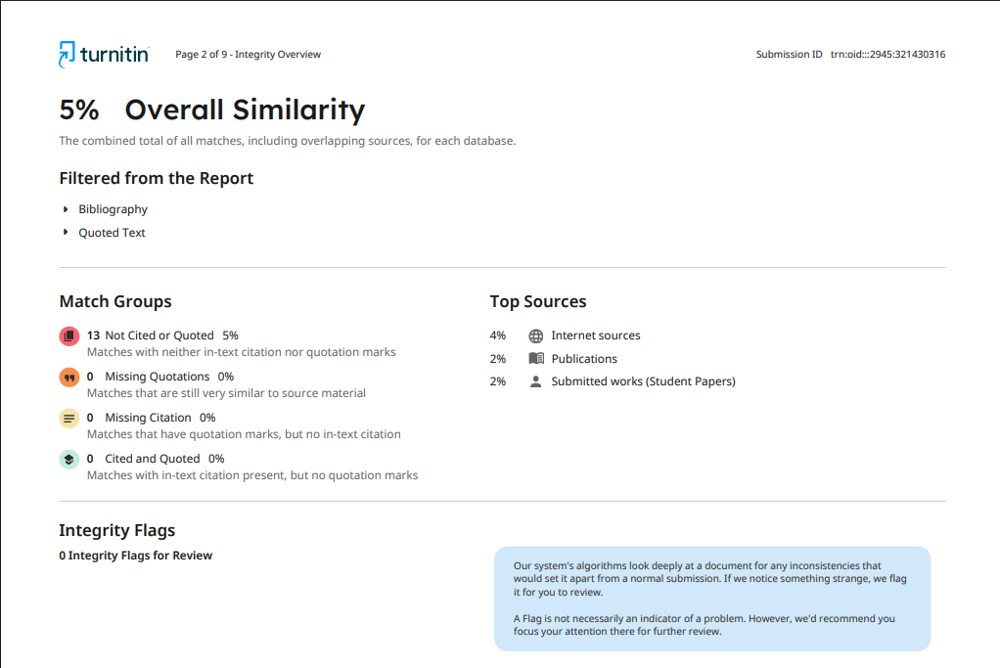 turnitin
Page 2 of 9 - Integrity Overview
Submission ID trn:oid:::2945:321430316
5% Overall Similarity
The combined total of all matches, including overlapping sources, for each database.
Filtered from the Report
Bibliography
Quoted Text
Match Groups
13 Not Cited or Quoted 5%
Matches with neither in-text citation nor quotation marks
0 Missing Quotations 0%
Matches that are still very similar to source material
0 Missing Citation 0%
Matches that have quotation marks, but no in-text citation
0 Cited and Quoted 0%
Matches with in-text citation present, but no quotation marks
Top Sources
4% Internet sources
2% Publications
2% Submitted works (Student Papers)
Integrity Flags
0 Integrity Flags for Review
Our system's algorithms look deeply at a document for any inconsistencies that
would set it apart from a normal submission. If we notice something strange, we flag
it for you to review.
A Flag is not necessarily an indicator of a problem. However, we'd recommend you
focus your attention there for further review.